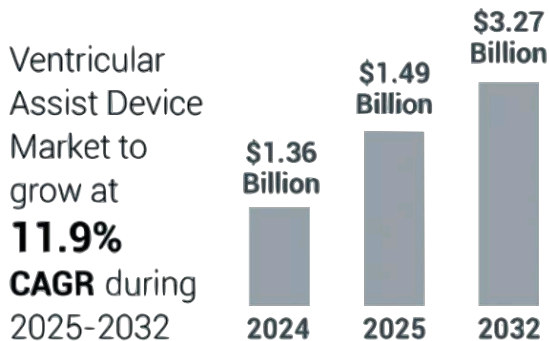 Ventricular
Assist Device
Market to
grow at
11.9%
CAGR during
2025-2032
$1.36
Billion
2024
$1.49
Billion
2025
$3.27
Billion
2032